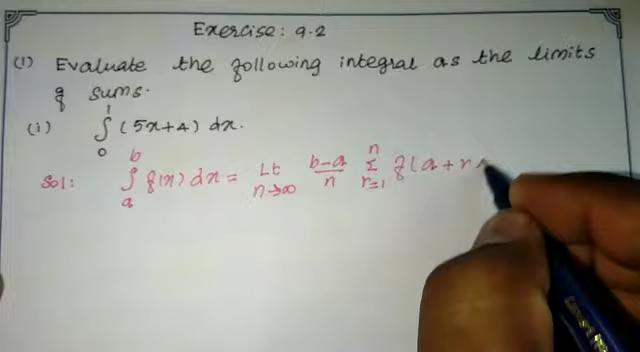 Exercise: 9.2
(1) Evaluate the following integral as the limits
of sums.
(i) ∫₀¹ (5x+4) dx.
Sol: ∫ₐᵇ f(x) dx = Lt n→∞ b-a/n Σ r=1 n f(a+r